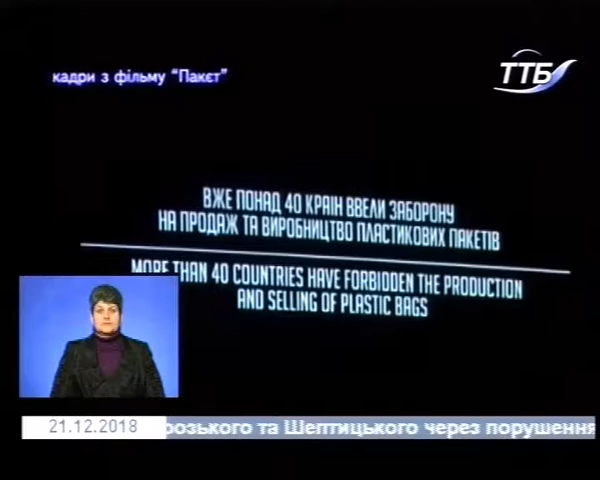 кадри з фільму "Пакєт"
ТТБ
ВЖЕ ПОНАД 40 КРАЇН ВВЕЛИ ЗАБОРОНУ
НА ПРОДАЖ ТА ВИРОБНИЦТВО ПЛАСТИКОВИХ ПАКЕТІВ
MORE THAN 40 COUNTRIES HAVE FORBIDDEN THE PRODUCTION
AND SELLING OF PLASTIC BAGS
21.12.2018
розького та Шептицького через порушення